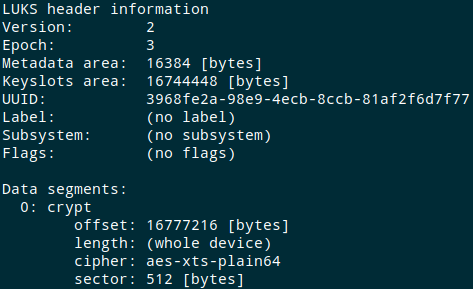 LUKS header information
Version:        2
Epoch:          3
Metadata area:  16384 [bytes]
Keyslots area:  16744448 [bytes]
UUID:           3968fe2a-98e9-4ecb-8ccb-81af2f6d7f77
Label:          (no label)
Subsystem:      (no subsystem)
Flags:          (no flags)

Data segments:
  0: crypt
        offset: 16777216 [bytes]
        length: (whole device)
        cipher: aes-xts-plain64
        sector: 512 [bytes]